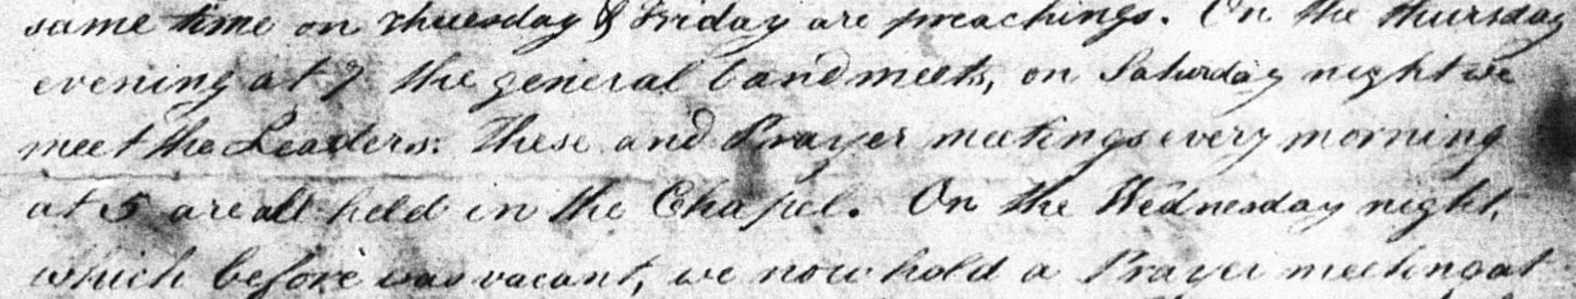 same time on Thuesday & Friday are preachings. On the thursday
evening at 7 the general band meets, on Saturday night we
meet the Leaders. These and Prayer meetings every morning
at 5 are all held in the Chapel. On the Wednesday night,
which before was vacant, we now hold a Prayer meeting at